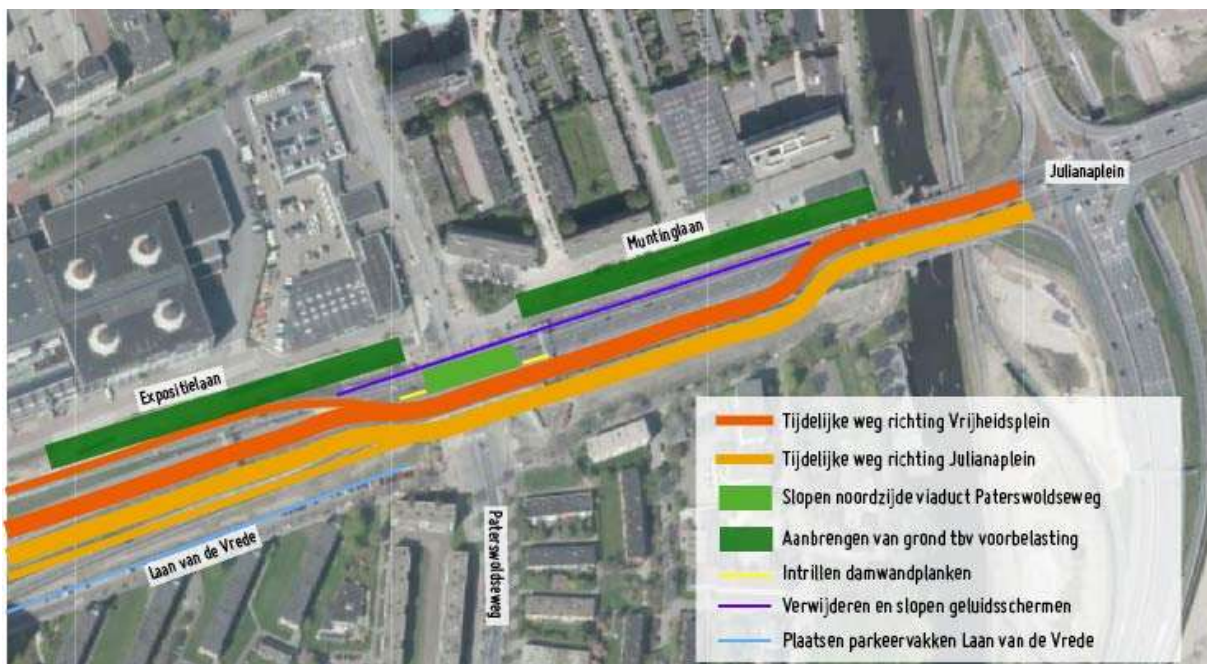 Julianaplein
Muntinglaan
Expositielaan
Laan van de Vrede
Paterswoldseweg
Tijdelijke weg richting Vrijheidsplein
Tijdelijke weg richting Julianaplein
Slopen noordzijde viaduct Paterswoldseweg
Aanbrengen van grond tbv voorbelasting
Intrillen damwandplanken
Verwijderen en slopen geluidsschermen
Plaatsen parkeervakken Laan van de Vrede